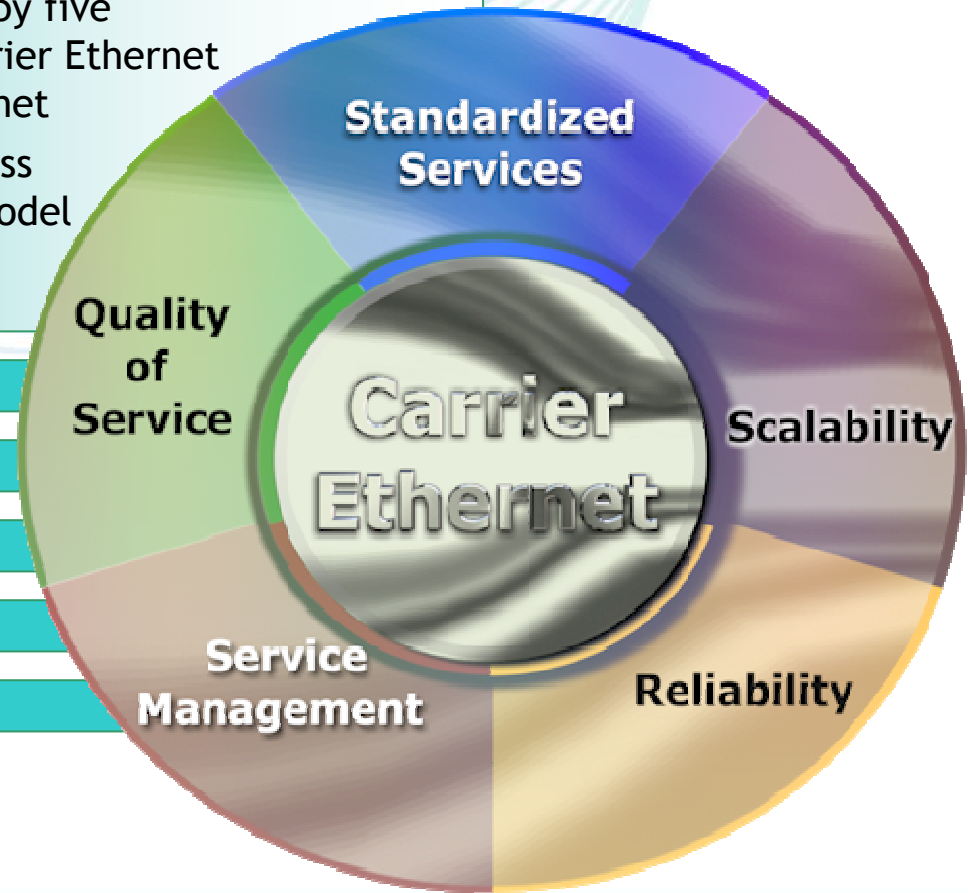 by five
rier Ethernet
net
ss
odel
Standardized
Services
Quality
of
Service
Carrier
Ethernet
Scalability
Service
Management
Reliability